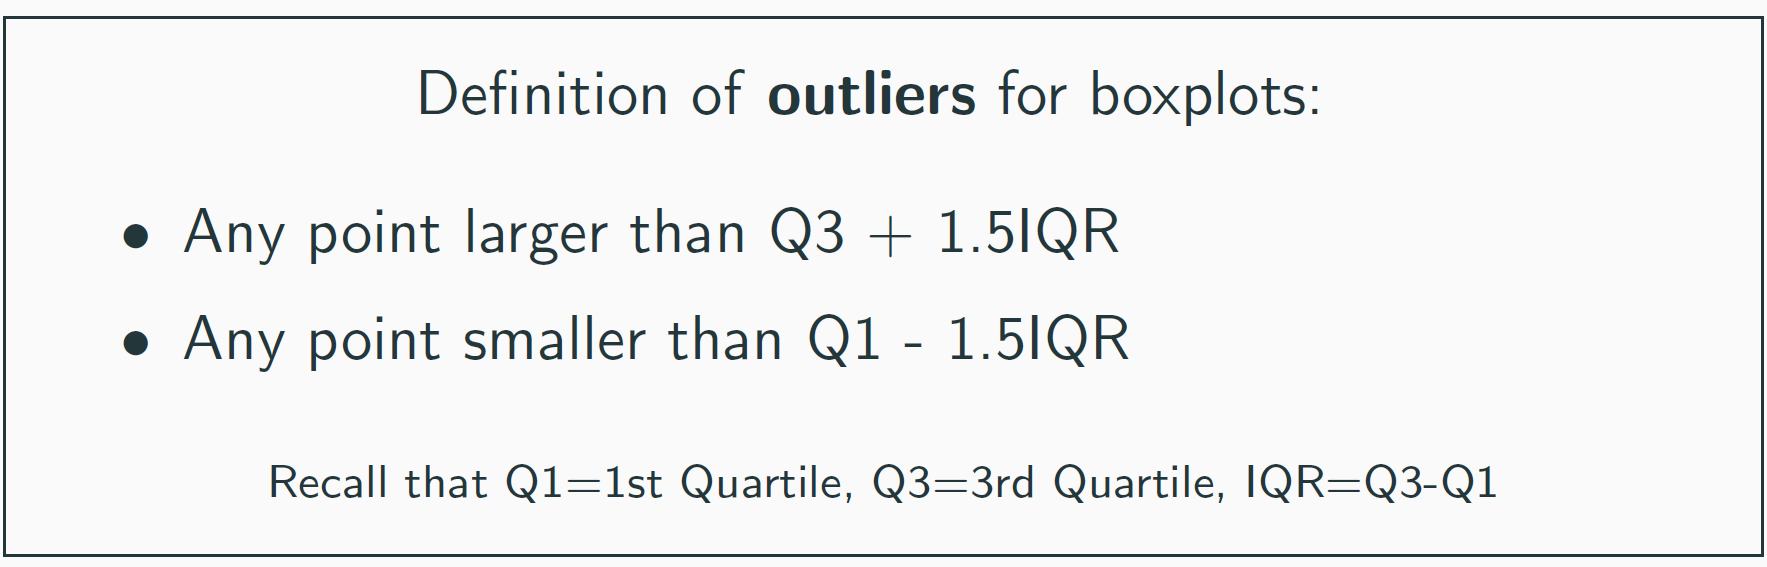 Definition of outliers for boxplots:
• Any point larger than Q3 + 1.5IQR
• Any point smaller than Q1 - 1.5IQR
Recall that Q1=1st Quartile, Q3=3rd Quartile, IQR=Q3-Q1